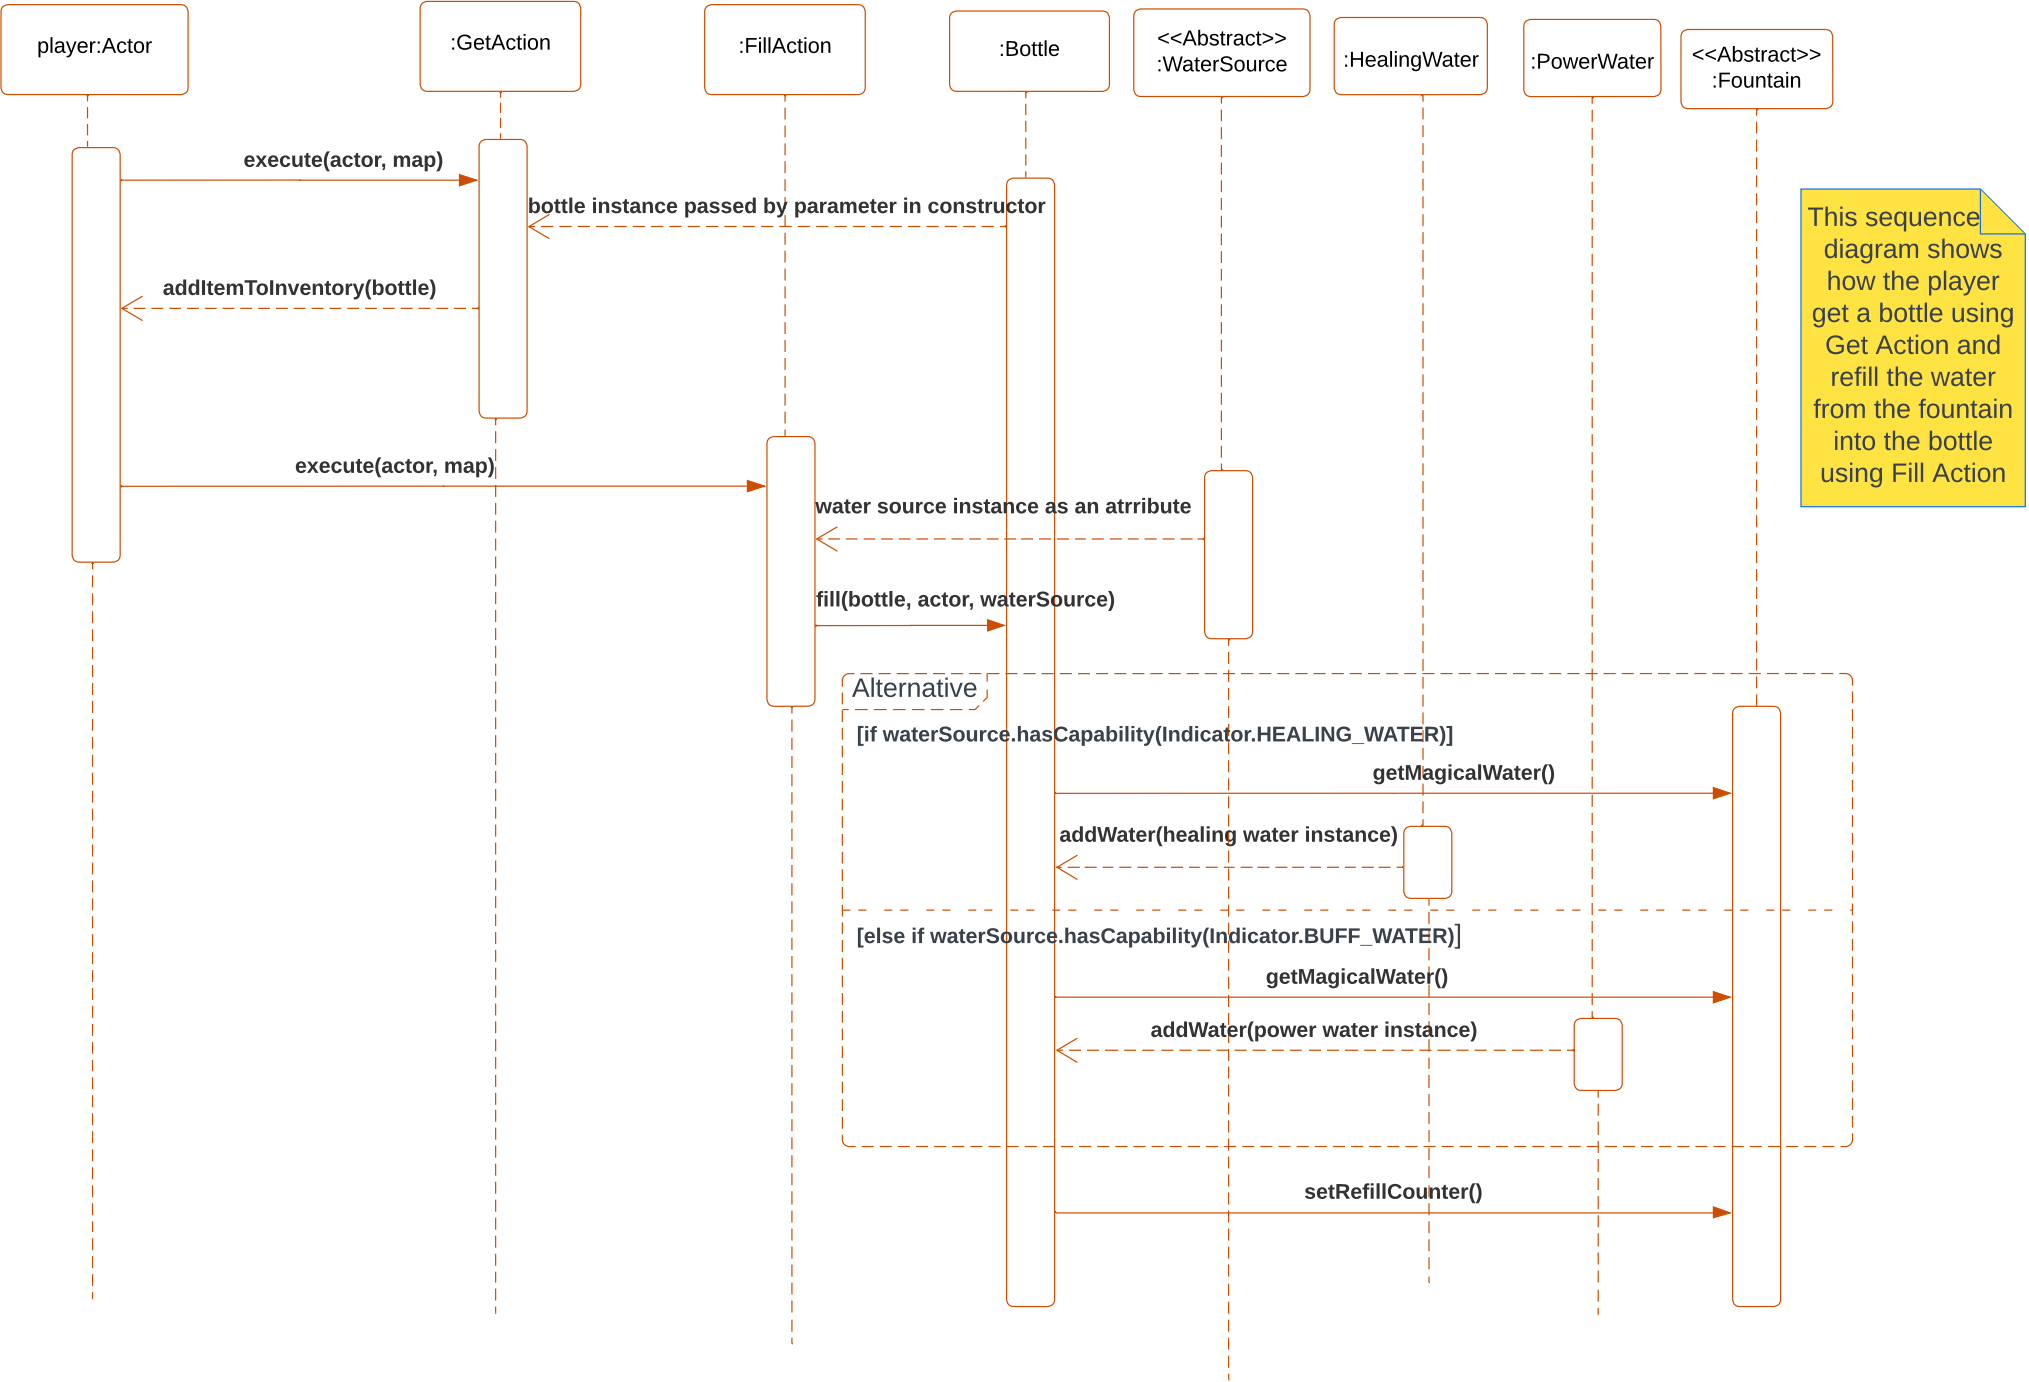 player:Actor
:GetAction
:FillAction
:Bottle
<<Abstract>>
:WaterSource
:HealingWater
:PowerWater
<<Abstract>>
:Fountain
execute(actor, map)
bottle instance passed by parameter in constructor
addItemToInventory(bottle)
This sequence
diagram shows
how the player
get a bottle using
Get Action and
refill the water
from the fountain
into the bottle
using Fill Action
execute(actor, map)
water source instance as an atrribute
fill(bottle, actor, waterSource)
Alternative
[if waterSource.hasCapability(Indicator.HEALING_WATER)]
getMagicalWater()
addWater(healing water instance)
[else if waterSource.hasCapability(Indicator.BUFF_WATER)]
getMagicalWater()
addWater(power water instance)
setRefillCounter()